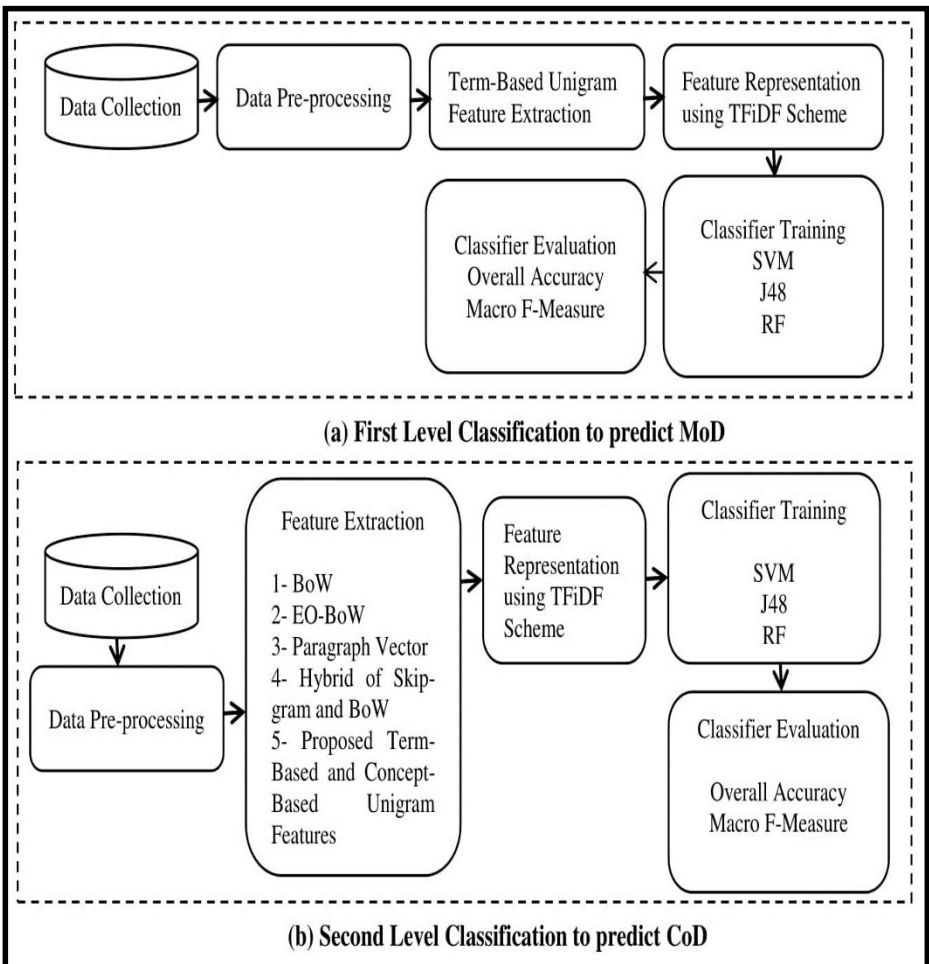 Data Collection
Data Pre-processing
Term-Based Unigram
Feature Extraction
Feature Representation
using TFiDF Scheme
Classifier Training
SVM
J48
RF
Classifier Evaluation
Overall Accuracy
Macro F-Measure
(a) First Level Classification to predict MoD
Data Collection
Data Pre-processing
Feature Extraction
1- BoW
2- EO-BoW
3- Paragraph Vector
4- Hybrid of Skip-
gram and BoW
5- Proposed Term-
Based and Concept-
Based Unigram
Features
Feature
Representation
using TFiDF
Scheme
Classifier Training
SVM
J48
RF
Classifier Evaluation
Overall Accuracy
Macro F-Measure
(b) Second Level Classification to predict CoD